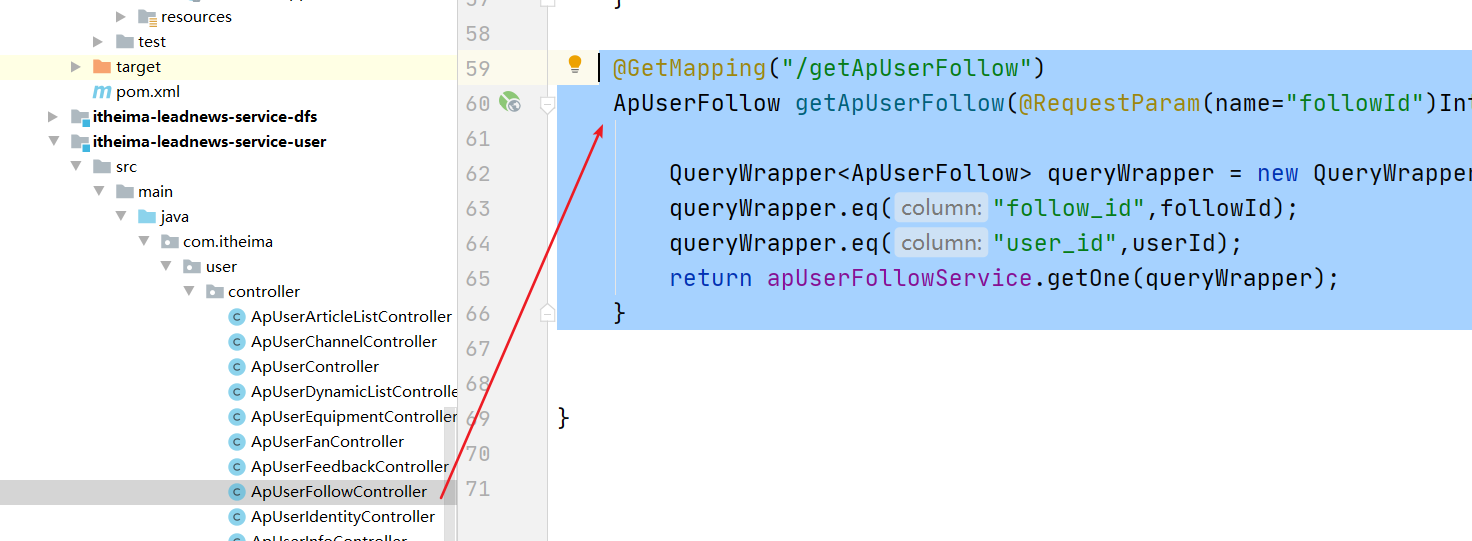 resources
test
target
pom.xml
itheima-leadnews-service-dfs
itheima-leadnews-service-user
src
main
java
com.itheima
user
controller
ApUserArticleListController
ApUserChannelController
ApUserController
ApUserDynamicListControlle
ApUserEquipmentController
ApUserFanController
ApUserFeedbackController
ApUserFollowController
ApUserIdentityController
57 }
58
59 @GetMapping("/getApUserFollow")
60 ApUserFollow getApUserFollow(@RequestParam(name="followId")Int
61
62 QueryWrapper<ApUserFollow> queryWrapper = new QueryWrapper
63 queryWrapper.eq( column: "follow_id",followId);
64 queryWrapper.eq( column: "user_id",userId);
65 return apUserFollowService.getOne(queryWrapper);
66 }
67
68
69 }
70
71